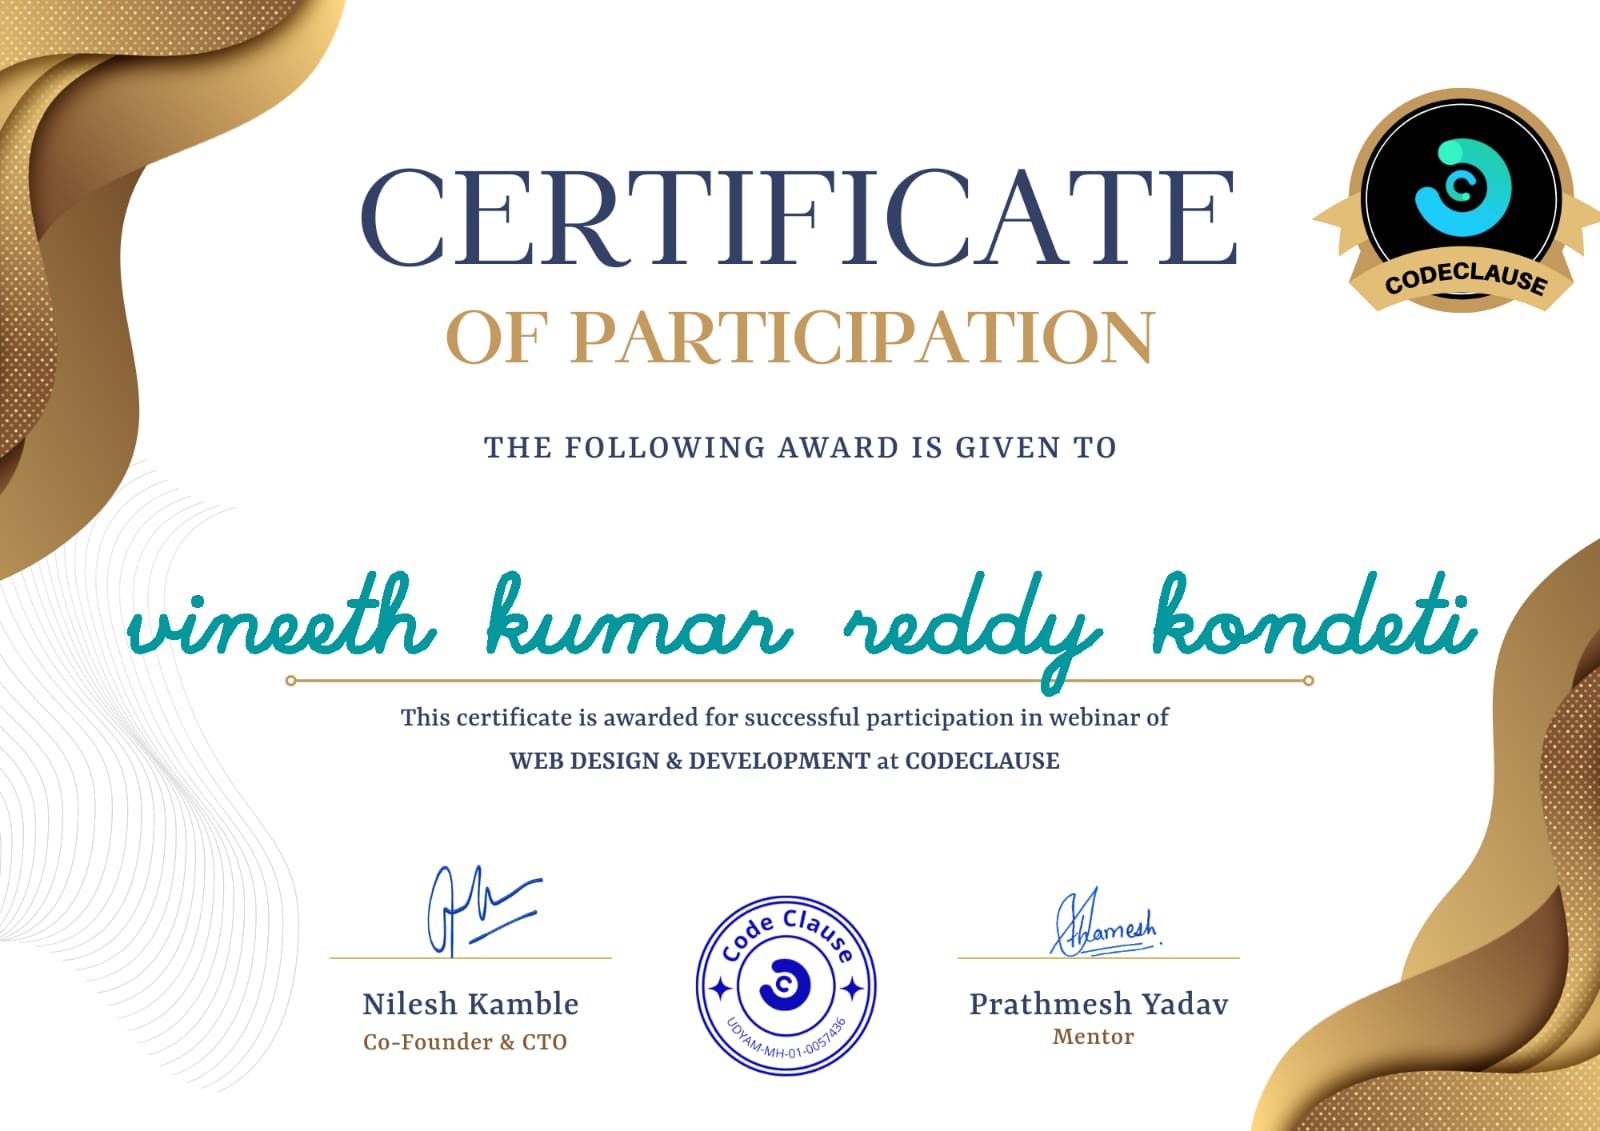 CODECLAUSE
CERTIFICATE
OF PARTICIPATION
THE FOLLOWING AWARD IS GIVEN TO
vineeth kumar reddy kondeti
This certificate is awarded for successful participation in webinar of
WEB DESIGN & DEVELOPMENT at CODECLAUSE
Thamesh.
Code Clause
UDYAM-MH-01-0057436
Nilesh Kamble
Co-Founder & CTO
Prathmesh Yadav
Mentor